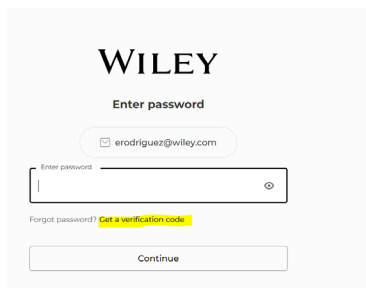 WILEY
Enter password
erodriguez@wiley.com
Enter password
Forgot password? Get a verification code
Continue